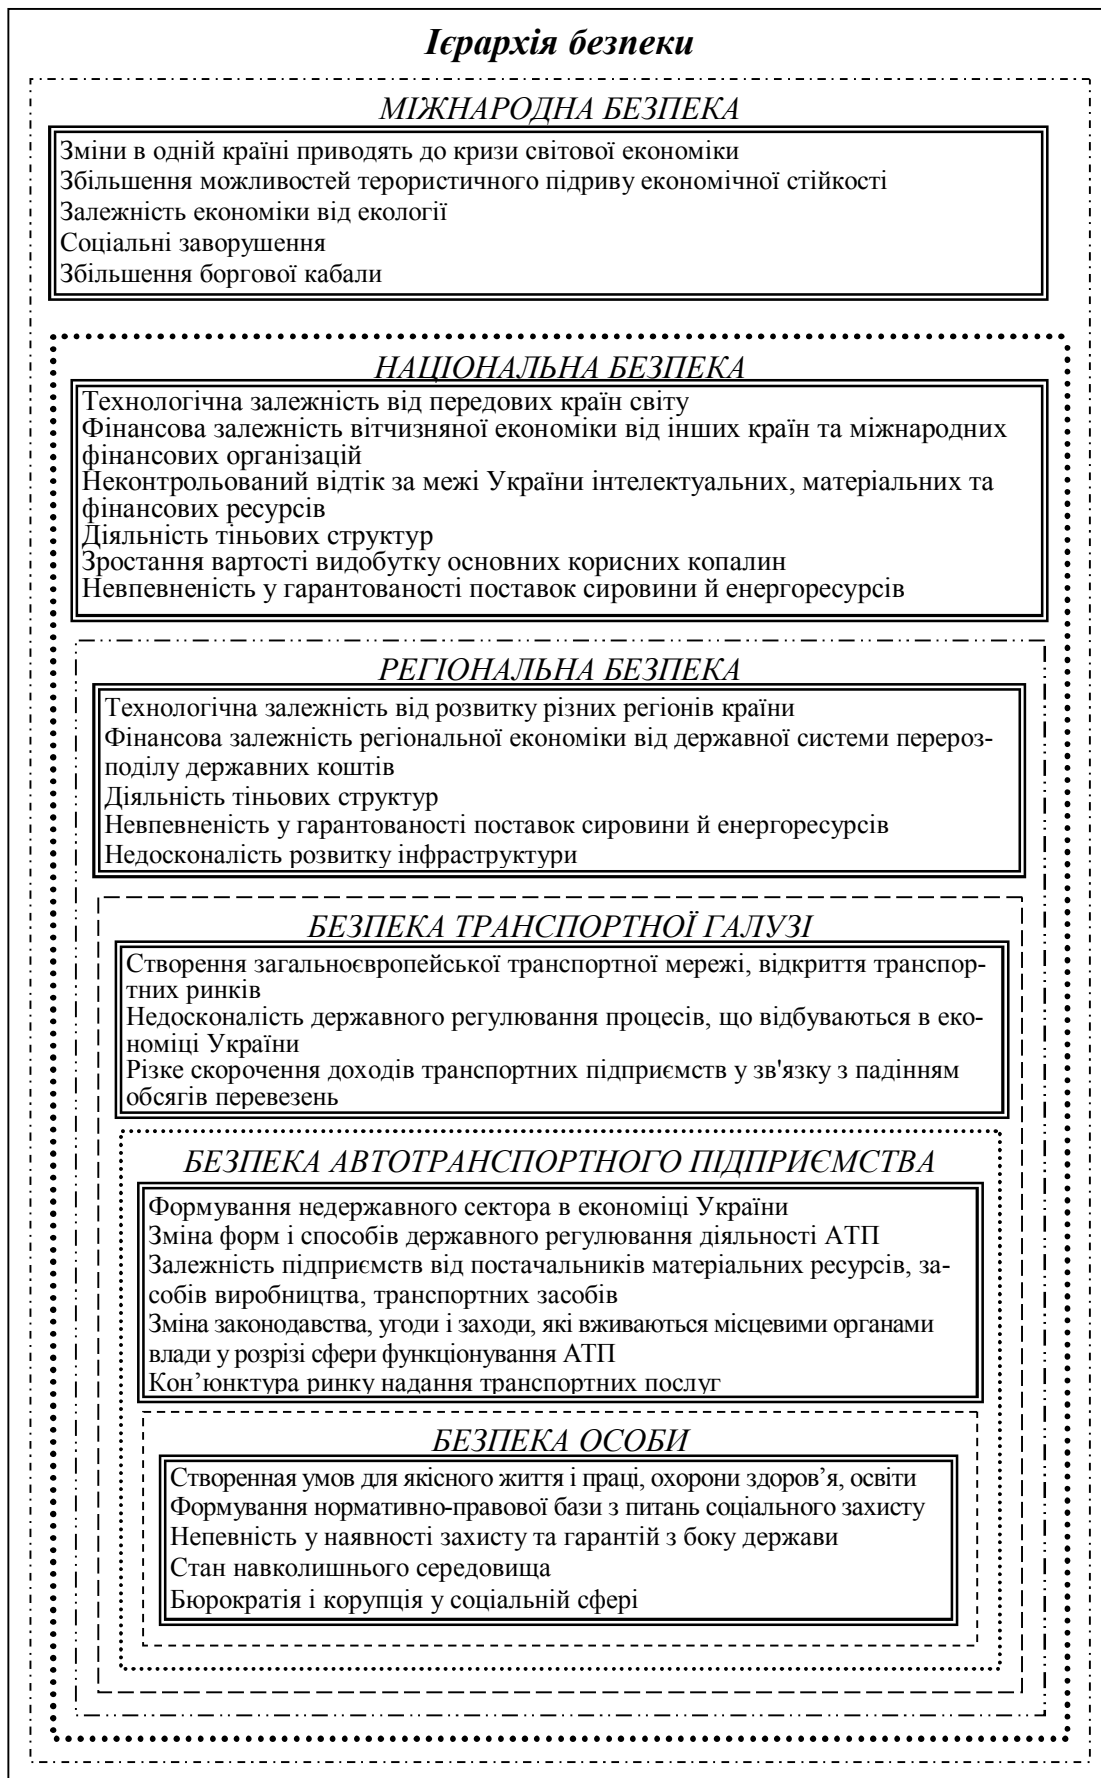 Ієрархія безпеки
МІЖНАРОДНА БЕЗПЕКА
Зміни в одній країні приводять до кризи світової економіки
Збільшення можливостей терористичного підриву економічної стійкості
Залежність економіки від екології
Соціальні заворушення
Збільшення боргової кабали
НАЦІОНАЛЬНА БЕЗПЕКА
Технологічна залежність від передових країн світу
Фінансова залежність вітчизняної економіки від інших країн та міжнародних
фінансових організацій
Неконтрольований відтік за межі України інтелектуальних, матеріальних та
фінансових ресурсів
Діяльність тіньових структур
Зростання вартості видобутку основних корисних копалин
Невпевненість у гарантованості поставок сировини й енергоресурсів
РЕГІОНАЛЬНА БЕЗПЕКА
Технологічна залежність від розвитку різних регіонів країни
Фінансова залежність регіональної економіки від державної системи перероз-
поділу державних коштів
Діяльність тіньових структур
Невпевненість у гарантованості поставок сировини й енергоресурсів
Недосконалість розвитку інфраструктури
БЕЗПЕКА ТРАНСПОРТНОЇ ГАЛУЗІ
Створення загальноєвропейської транспортної мережі, відкриття транспор-
тних ринків
Недосконалість державного регулювання процесів, що відбуваються в еко-
номіці України
Різке скорочення доходів транспортних підприємств у зв'язку з падінням
обсягів перевезень
БЕЗПЕКА АВТОТРАНСПОРТНОГО ПІДПРИЄМСТВА
Формування недержавного сектора в економіці України
Зміна форм і способів державного регулювання діяльності АТП
Залежність підприємств від постачальників матеріальних ресурсів, за-
собів виробництва, транспортних засобів
Зміна законодавства, угоди і заходи, які вживаються місцевими органами
влади у розрізі сфери функціонування АТП
Кон’юнктура ринку надання транспортних послуг
БЕЗПЕКА ОСОБИ
Створенная умов для якісного життя і праці, охорони здоров’я, освіти
Формування нормативно-правової бази з питань соціального захисту
Непевність у наявності захисту та гарантій з боку держави
Стан навколишнього середовища
Бюрократія і корупція у соціальній сфері